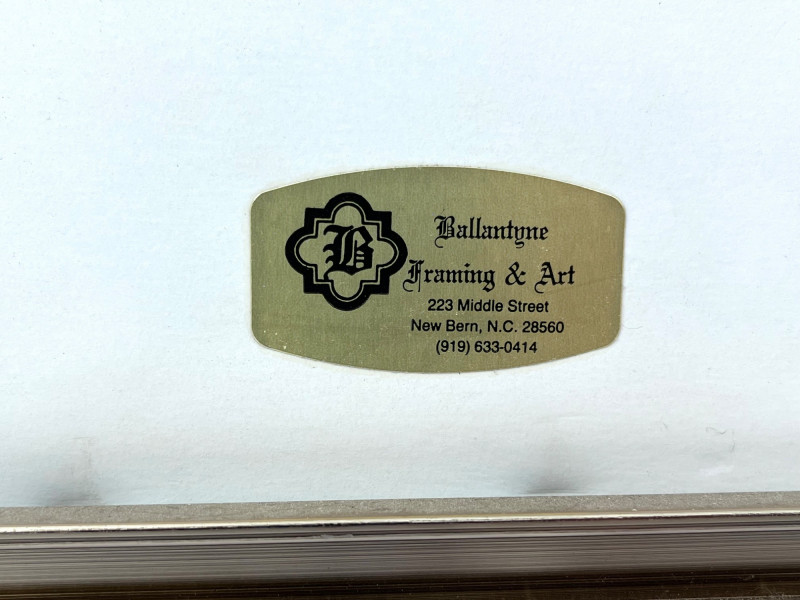 B
Ballantyne
Framing & Art
223 Middle Street
New Bern, N.C. 28560
(919) 633-0414